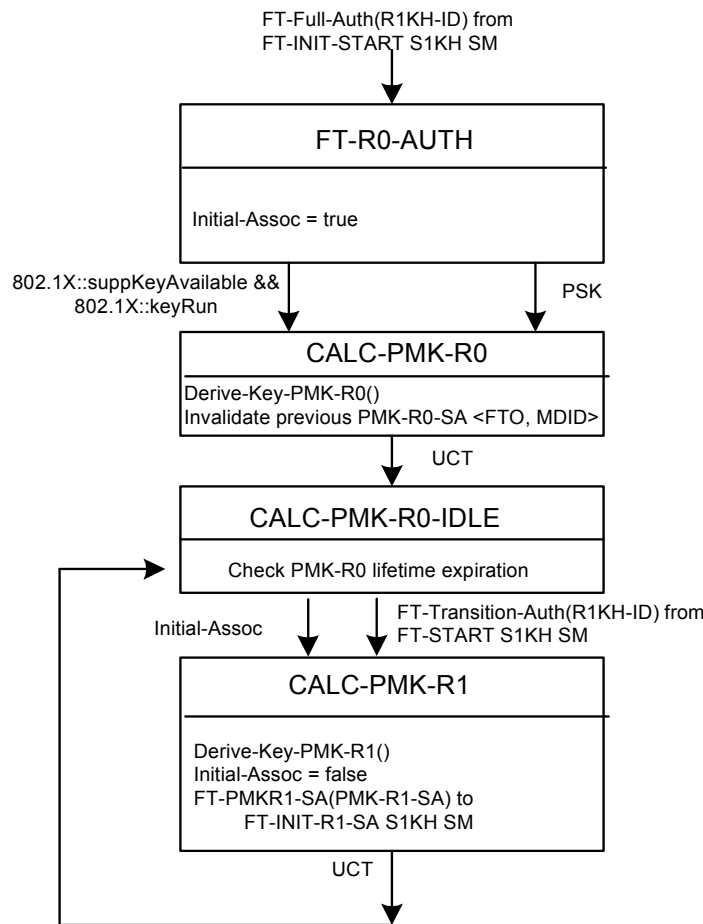 FT-Full-Auth(R1KH-ID) from
FT-INIT-START S1KH SM
FT-R0-AUTH
Initial-Assoc = true
802.1X::suppKeyAvailable &&
802.1X::keyRun
PSK
CALC-PMK-R0
Derive-Key-PMK-R0()
Invalidate previous PMK-R0-SA <FTO, MDID>
UCT
CALC-PMK-R0-IDLE
Check PMK-R0 lifetime expiration
Initial-Assoc
FT-Transition-Auth(R1KH-ID) from
FT-START S1KH SM
CALC-PMK-R1
Derive-Key-PMK-R1()
Initial-Assoc = false
FT-PMKR1-SA(PMK-R1-SA) to
FT-INIT-R1-SA S1KH SM
UCT